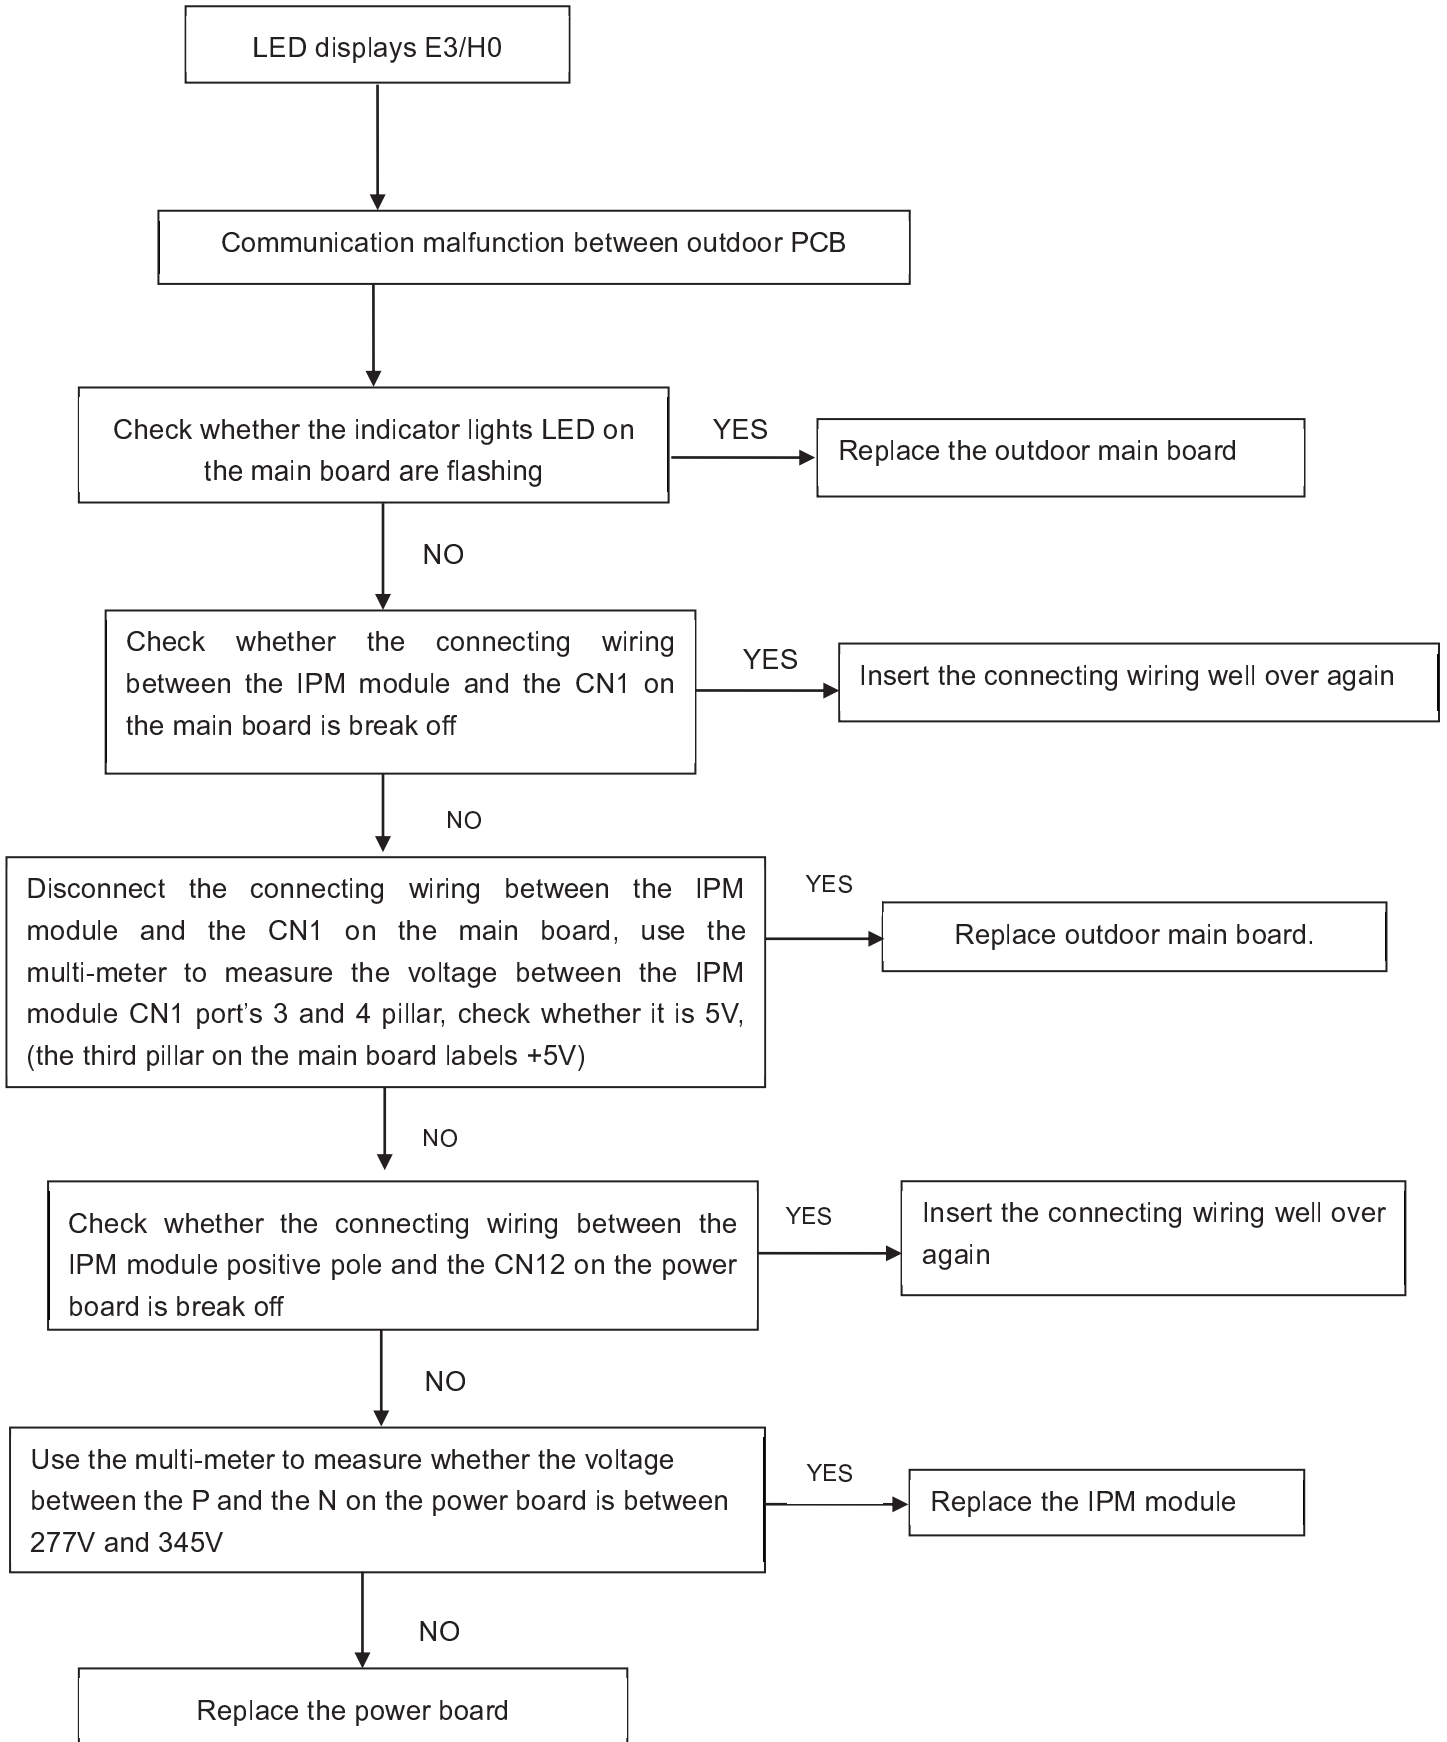 LED displays E3/H0
Communication malfunction between outdoor PCB
Check whether the indicator lights LED on
the main board are flashing
YES
Replace the outdoor main board
NO
Check whether the connecting wiring
between the IPM module and the CN1 on
the main board is break off
YES
Insert the connecting wiring well over again
NO
Disconnect the connecting wiring between the IPM
module and the CN1 on the main board, use the
multi-meter to measure the voltage between the IPM
module CN1 port’s 3 and 4 pillar, check whether it is 5V,
(the third pillar on the main board labels +5V)
YES
Replace outdoor main board.
NO
Check whether the connecting wiring between the
IPM module positive pole and the CN12 on the power
board is break off
YES
Insert the connecting wiring well over
again
NO
Use the multi-meter to measure whether the voltage
between the P and the N on the power board is between
277V and 345V
YES
Replace the IPM module
NO
Replace the power board